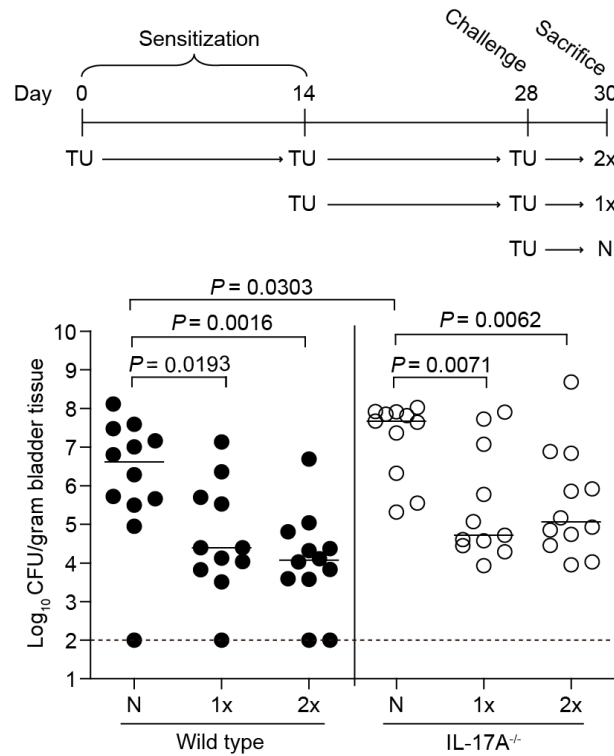 Sensitization
Challenge
Sacrifice
Day 0 14 28 30
TU TU TU 2x
TU TU 1x
TU N
P = 0.0303
P = 0.0016
P = 0.0062
P = 0.0193
P = 0.0071
Log10 CFU/gram bladder tissue
10
9
8
7
6
5
4
3
2
1
N 1x 2x N 1x 2x
Wild type IL-17A-/-